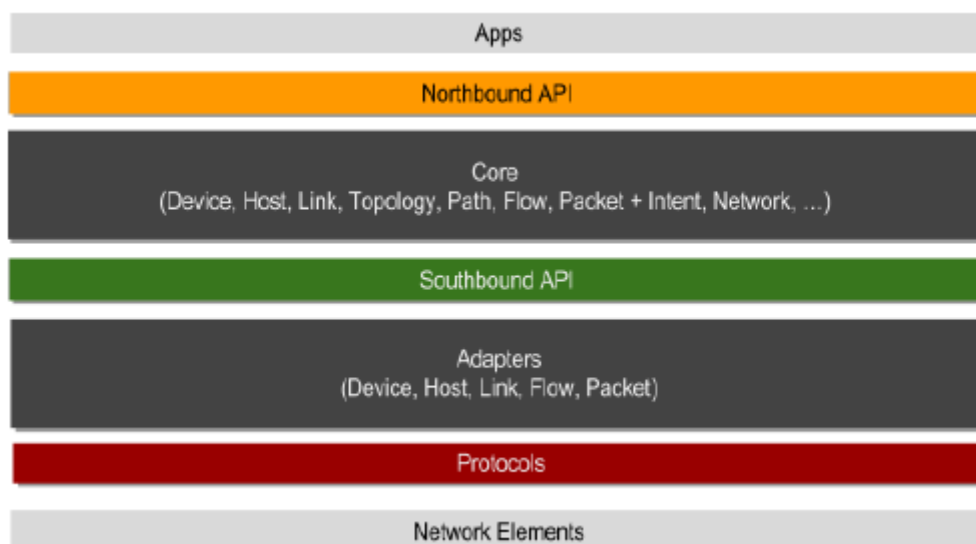 Apps
Northbound API
Core
(Device, Host, Link, Topology, Path, Flow, Packet + Intent, Network, ...)
Southbound API
Adapters
(Device, Host, Link, Flow, Packet)
Protocols
Network Elements